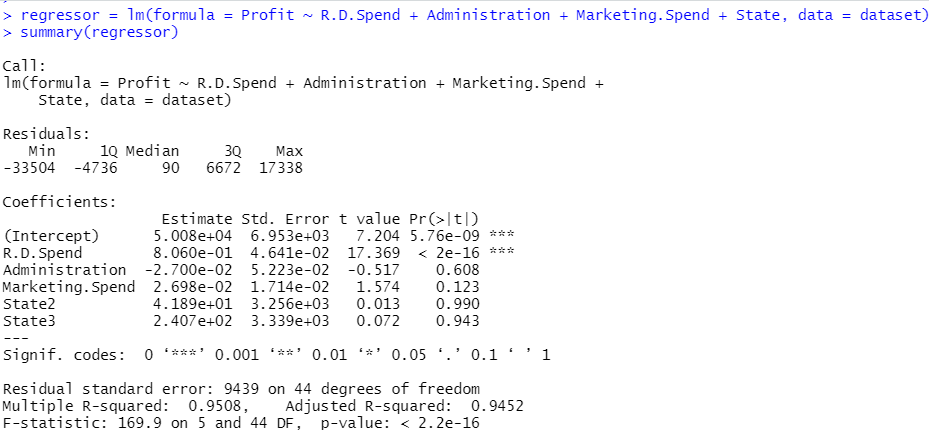 > regressor = lm(formula = Profit ~ R.D.Spend + Administration + Marketing.Spend + State, data = dataset)
> summary(regressor)
Call:
lm(formula = Profit ~ R.D.Spend + Administration + Marketing.Spend +
    State, data = dataset)
Residuals:
   Min     1Q Median     3Q    Max
-33504  -4736     90   6672  17338
Coefficients:
                  Estimate Std. Error t value Pr(>|t|)
(Intercept)      5.008e+04  6.953e+03   7.204 5.76e-09 ***
R.D.Spend        8.060e-01  4.641e-02  17.369  < 2e-16 ***
Administration  -2.700e-02  5.223e-02  -0.517    0.608
Marketing.Spend  2.698e-02  1.714e-02   1.574    0.123
State2           4.189e+01  3.256e+03   0.013    0.990
State3           2.407e+02  3.339e+03   0.072    0.943
---
Signif. codes:  0 ‘***’ 0.001 ‘**’ 0.01 ‘*’ 0.05 ‘.’ 0.1 ‘ ’ 1
Residual standard error: 9439 on 44 degrees of freedom
Multiple R-squared:  0.9508,    Adjusted R-squared:  0.9452
F-statistic: 169.9 on 5 and 44 DF,  p-value: < 2.2e-16